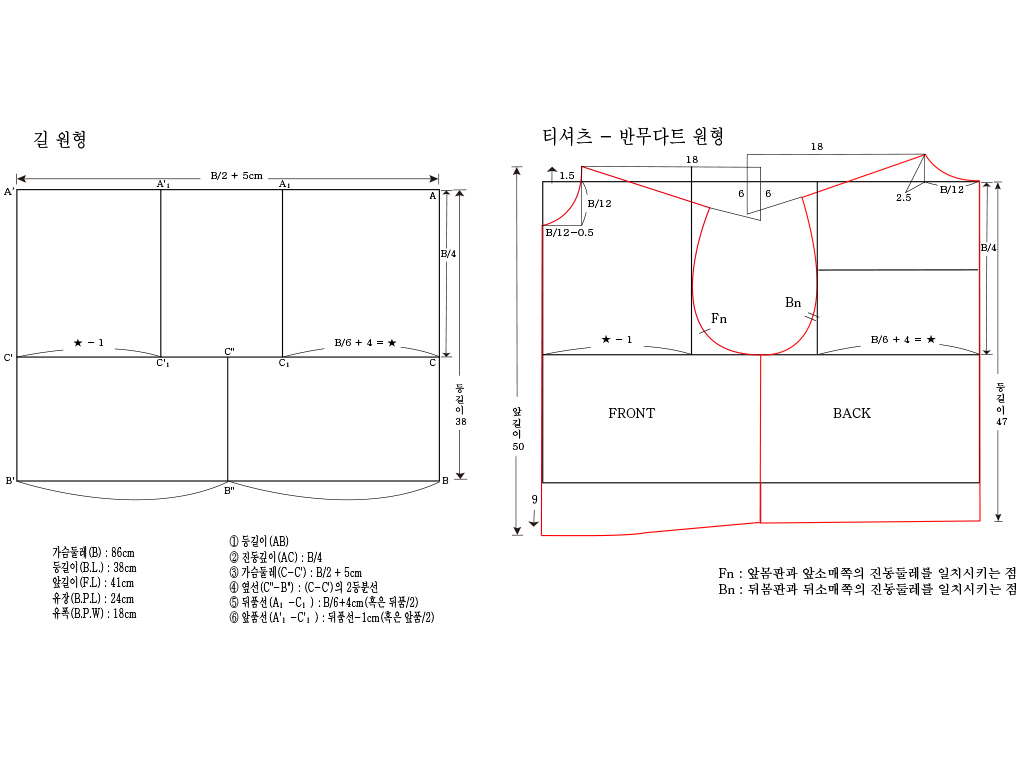 길 원형
B/2 + 5cm
A'
A'₁
A₁
A
B/4
★ − 1
B/6 + 4 = ★
C'
C'₁
C"
C₁
C
등길이
38
B'
B"
B
가슴둘레(B) : 86cm
등길이(B.L.) : 38cm
앞길이(F.L) : 41cm
유장(B.P.L) : 24cm
유폭(B.P.W) : 18cm
① 등길이(AB)
② 진동깊이(AC) : B/4
③ 가슴둘레(C-C') : B/2 + 5cm
④ 옆선(C"-B") : (C-C')의 2등분선
⑤ 뒤품선(A₁ -C₁ ) : B/6+4cm(혹은 뒤품/2)
⑥ 앞품선(A'₁ -C'₁ ) : 뒤품선-1cm(혹은 앞품/2)
티셔츠 − 반무다트 원형
18
18
1.5
B/12
B/12−0.5
6
6
2.5
B/12
B/4
Fn
Bn
★ − 1
B/6 + 4 = ★
앞길이
50
FRONT
BACK
등길이
47
9
Fn : 앞몸판과 앞소매쪽의 진동둘레를 일치시키는 점
Bn : 뒤몸판과 뒤소매쪽의 진동둘레를 일치시키는 점